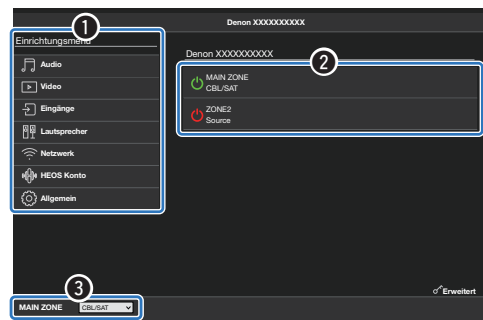 Denon XXXXXXXXXX
1
Einrichtungsmenü
Audio
Video
Eingänge
Lautsprecher
Netzwerk
HEOS Konto
Allgemein
Denon XXXXXXXXXX
2
MAIN ZONE
CBL/SAT
ZONE2
Source
Erweitert
3
MAIN ZONE CBL/SAT